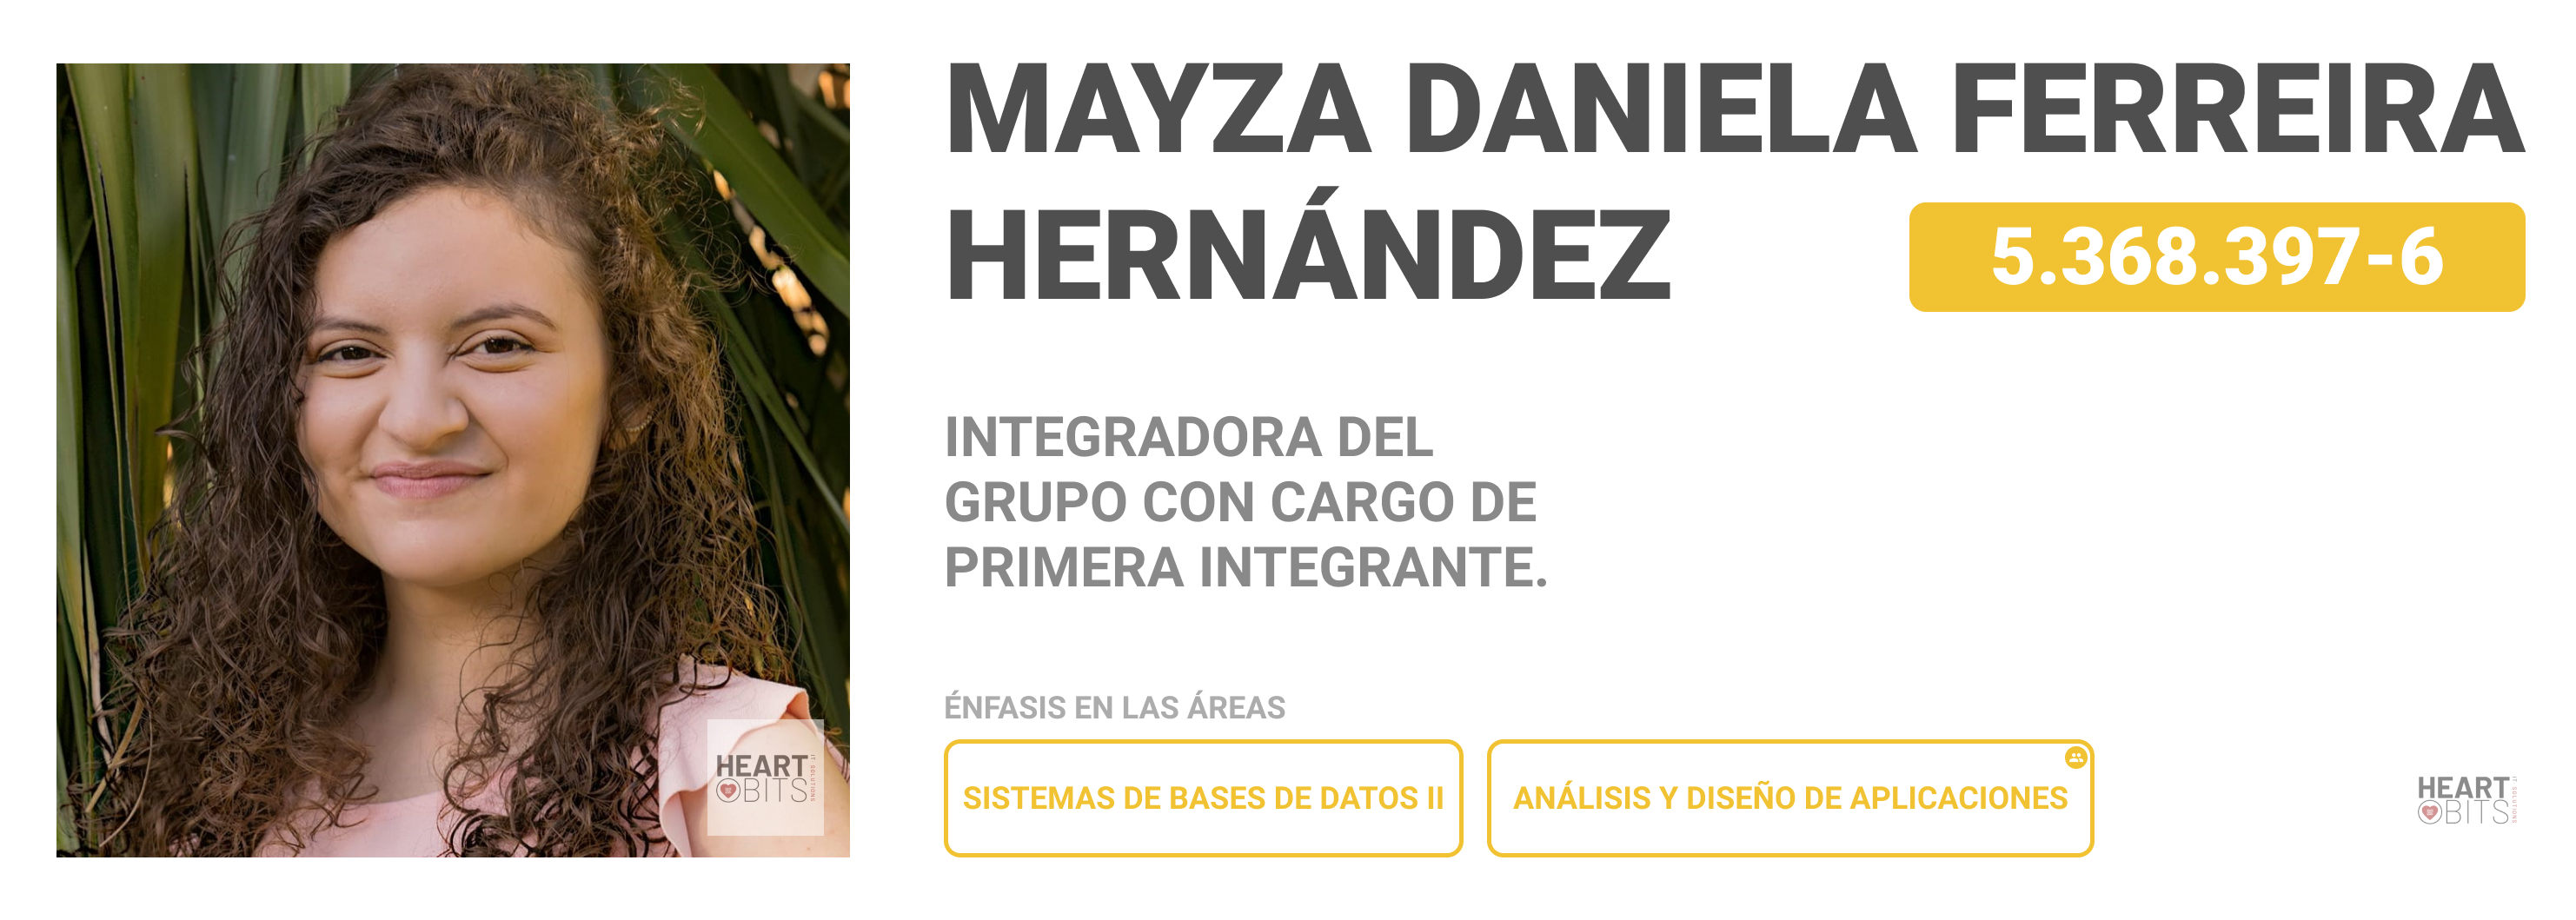 MAYZA DANIELA FERREIRA
HERNÁNDEZ
5.368.397-6
INTEGRADORA DEL
GRUPO CON CARGO DE
PRIMERA INTEGRANTE.
ÉNFASIS EN LAS ÁREAS
SISTEMAS DE BASES DE DATOS II
ANÁLISIS Y DISEÑO DE APLICACIONES
HEART
BITS
IT SOLUTIONS
HEART
BITS
IT SOLUTIONS